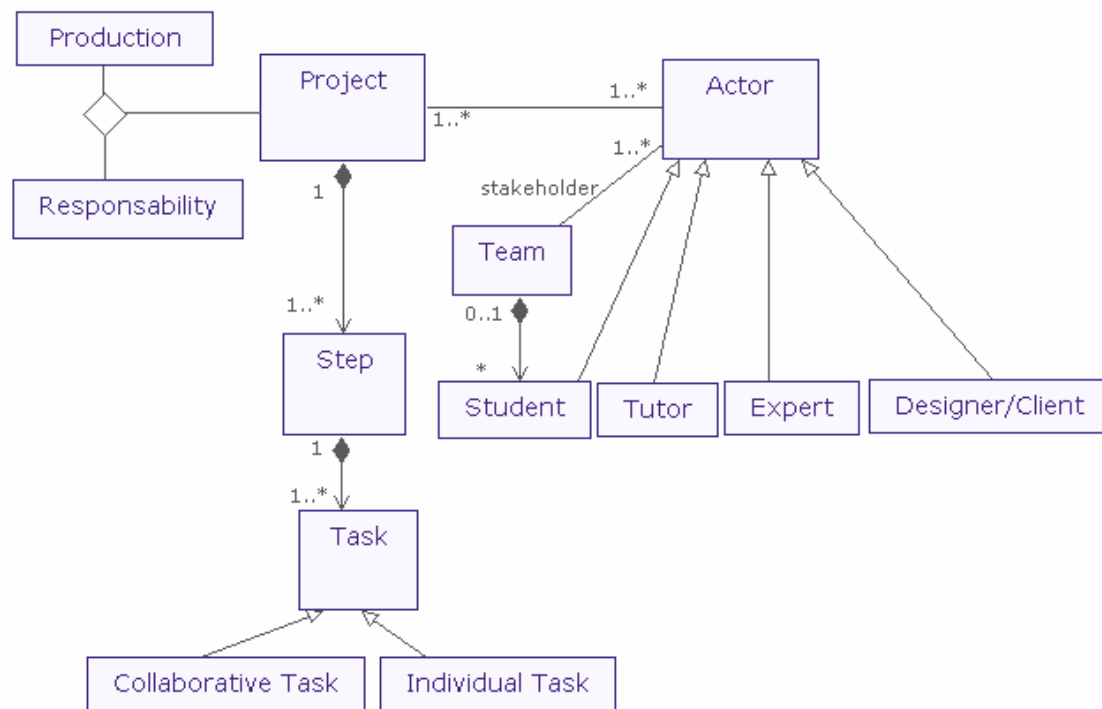 Production
Project
Actor
1..*
1..*
1..*
Responsability
1
stakeholder
Team
1..*
0..1
Step
*
Student
Tutor
Expert
Designer/Client
1
1..*
Task
Collaborative Task
Individual Task